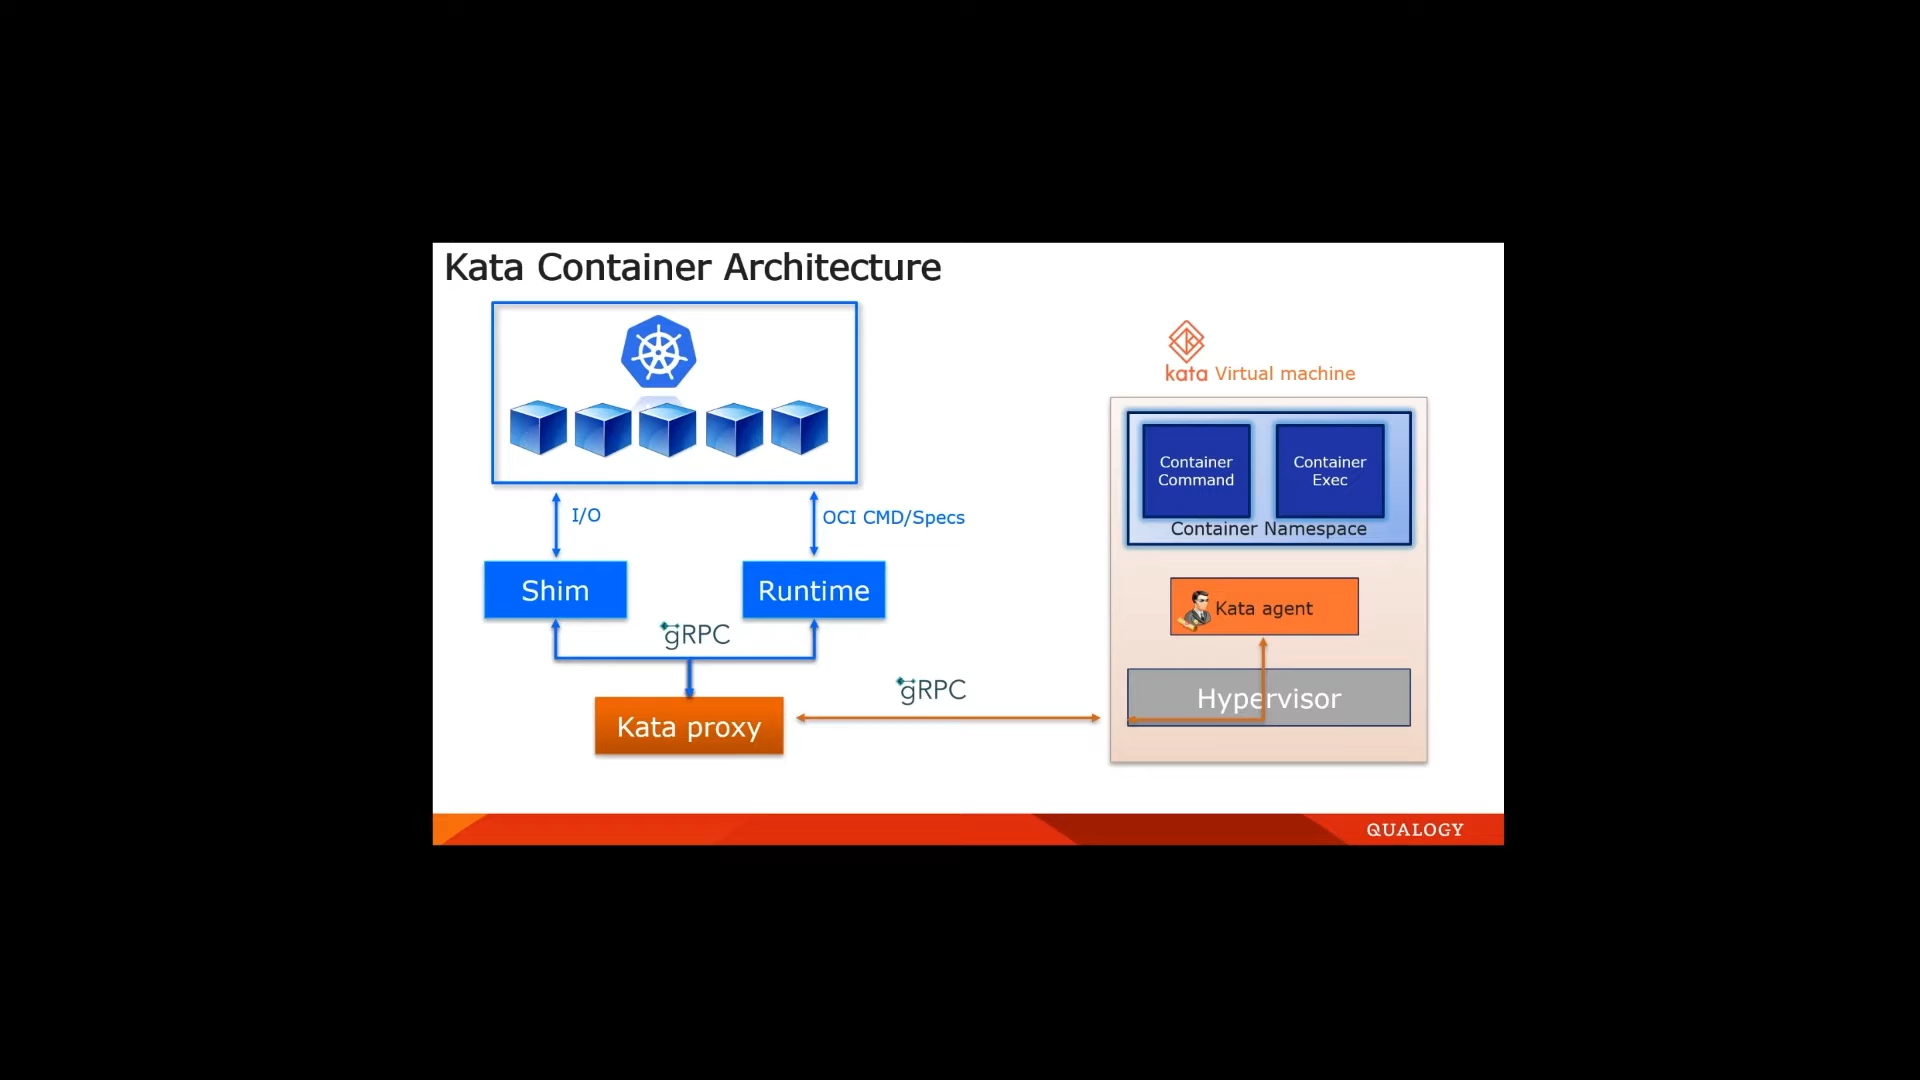 Kata Container Architecture
kata Virtual machine
Container
Command
Container
Exec
Container Namespace
I/O
OCI CMD/Specs
Shim
Runtime
gRPC
Kata agent
gRPC
Hypervisor
Kata proxy
QUALOGY